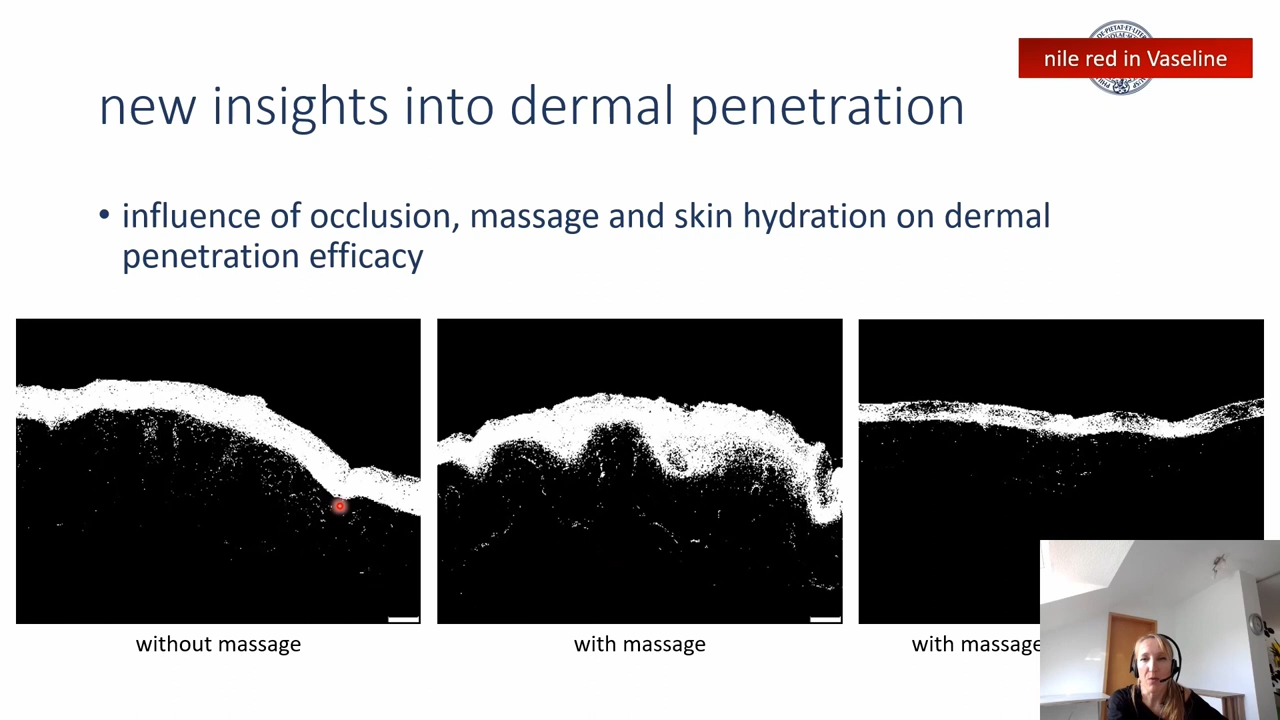 nile red in Vaseline
new insights into dermal penetration
• influence of occlusion, massage and skin hydration on dermal
penetration efficacy
without massage
with massage
with massage